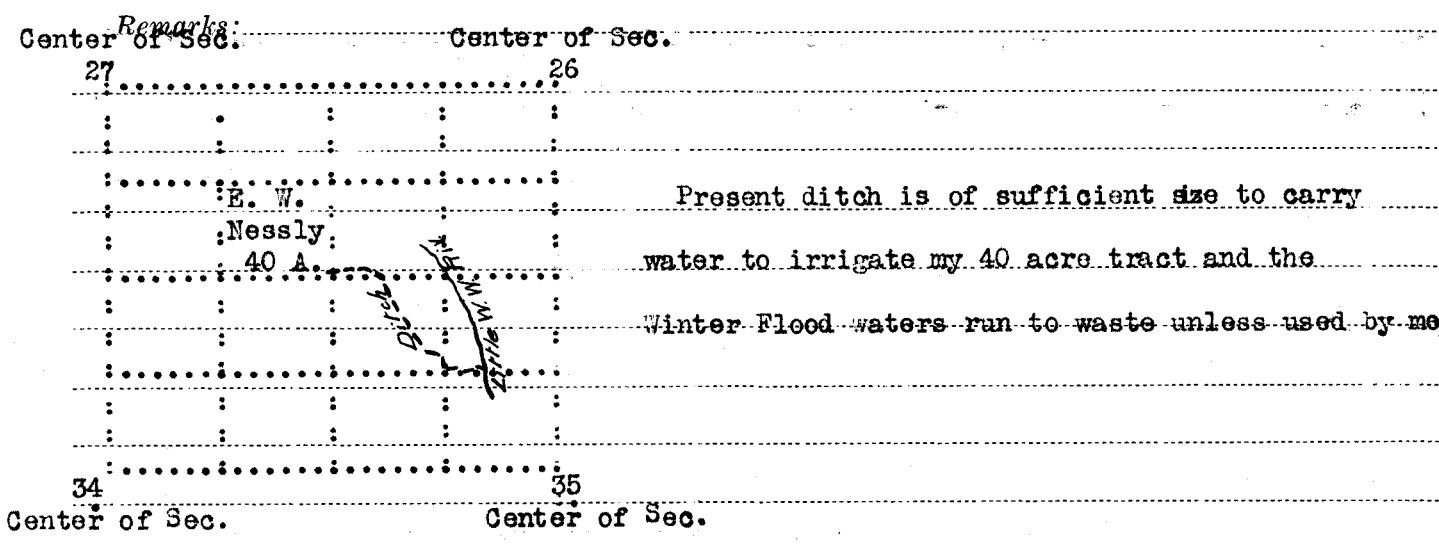 Remarks:
Center of Sec. Center of Sec.
27 26
E. W.
Nessly
40 A.
Ditch
Little W.W. Riv.
Present ditch is of sufficient size to carry
water to irrigate my 40 acre tract and the
Winter Flood waters run to waste unless used by me
34 35
Center of Sec. Center of Sec.